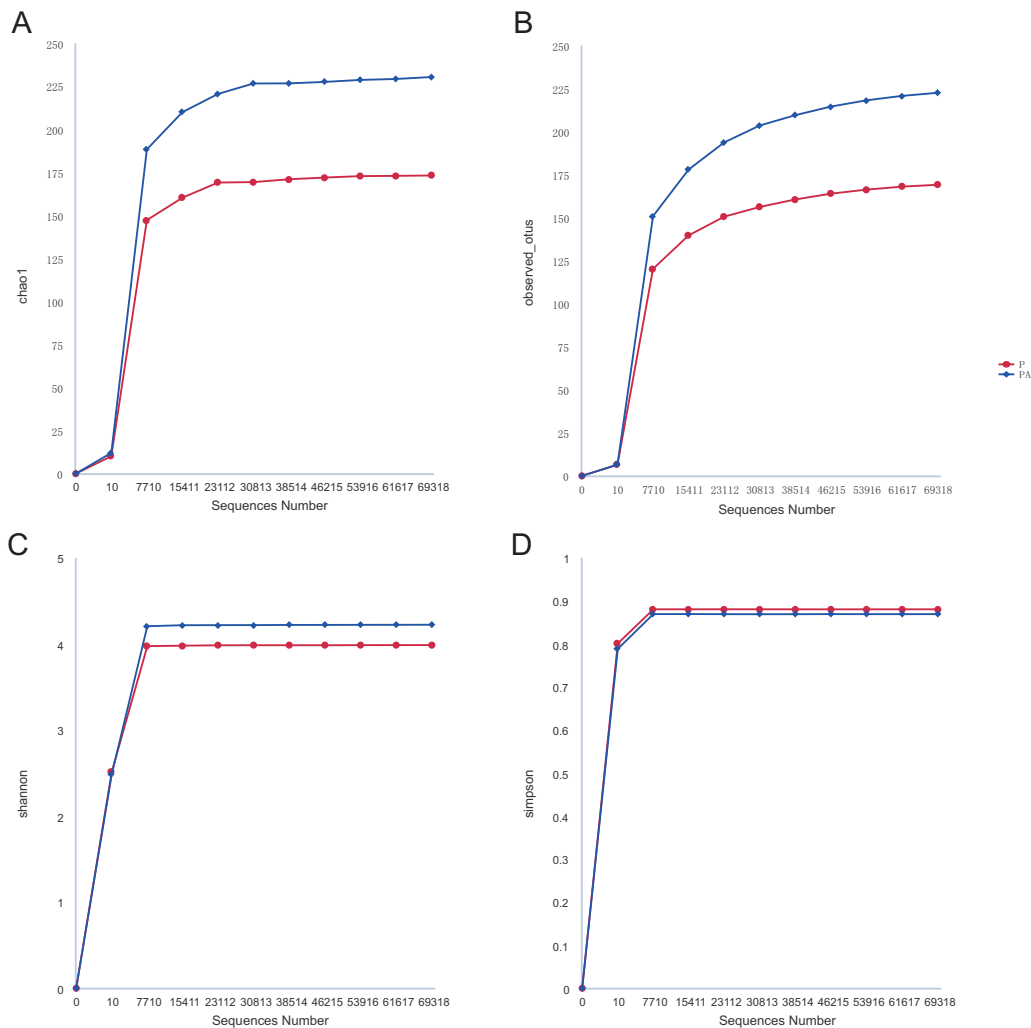 A
chao1
250
225
200
175
150
125
100
75
50
25
0
0 10 7710 15411 23112 30813 38514 46215 53916 61617 69318
Sequences Number
B
observed_otus
250
225
200
175
150
125
100
75
50
25
0
0 10 7710 15411 23112 30813 38514 46215 53916 61617 69318
Sequences Number
P
PA
C
shannon
5
4
3
2
1
0
0 10 7710 15411 23112 30813 38514 46215 53916 61617 69318
Sequences Number
D
simpson
1
0.9
0.8
0.7
0.6
0.5
0.4
0.3
0.2
0.1
0
0 10 7710 15411 23112 30813 38514 46215 53916 61617 69318
Sequences Number